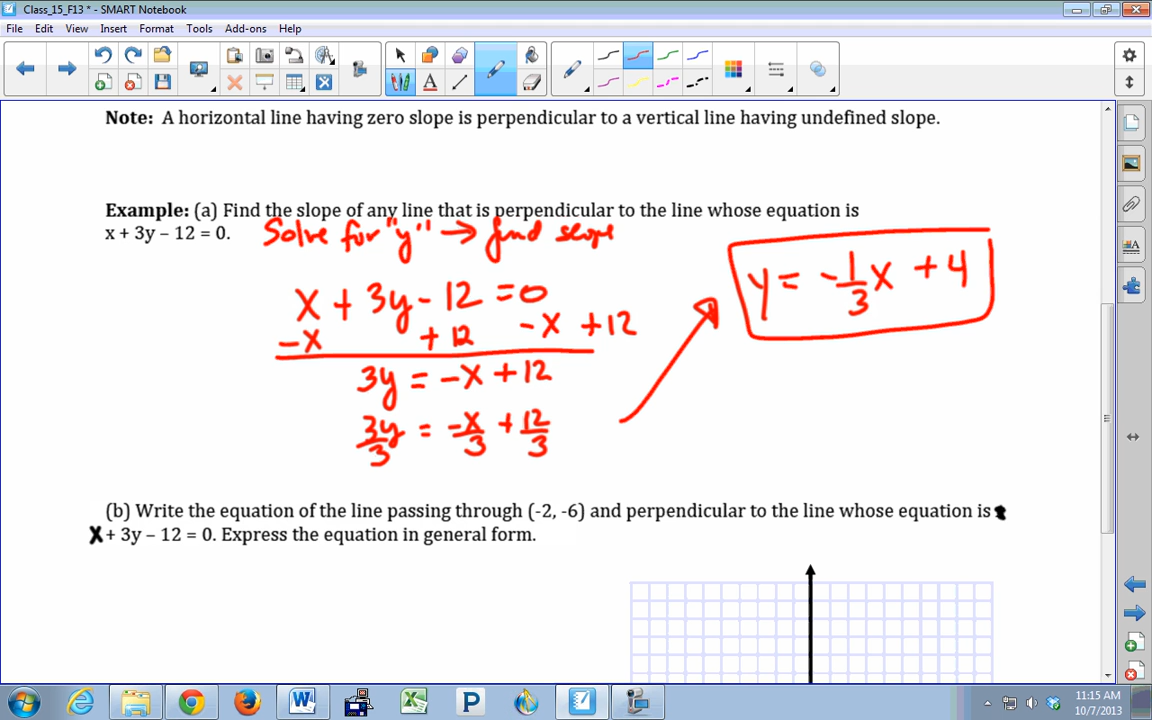 Class_15_F13 * - SMART Notebook
File Edit View Insert Format Tools Add-ons Help
Note: A horizontal line having zero slope is perpendicular to a vertical line having undefined slope.
Example: (a) Find the slope of any line that is perpendicular to the line whose equation is
x + 3y – 12 = 0.
Solve for "y" → find slope
x + 3y - 12 = 0
-x + 12 -x + 12
3y = -x + 12
3y/3 = -x/3 + 12/3
y = -1/3 x + 4
(b) Write the equation of the line passing through (-2, -6) and perpendicular to the line whose equation is
x + 3y – 12 = 0. Express the equation in general form.
11:15 AM
10/7/2013